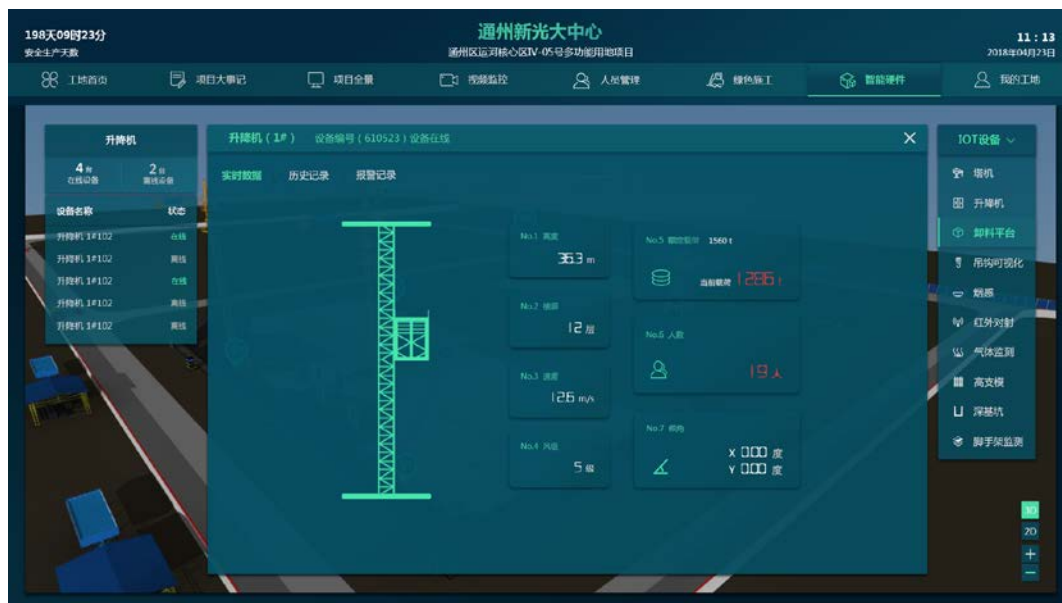 198天09时23分
安全生产天数
通州新光大中心
通州区运河核心区IV-05号多功能用地项目
11：13
2018年04月23日
工地首页 项目大事记 项目全景 视频监控 人员管理 绿色施工 智能硬件 我的工地
升降机
4台 2台
在线设备 离线设备
设备名称 状态
升降机 1#102 在线
升降机 1#102 离线
升降机 1#102 在线
升降机 1#102 离线
升降机 1#102 离线
升降机（1#） 设备编号（610523）设备在线
实时数据 历史记录 报警记录
No.1 高度
36.3 m
No.2 楼层
12 层
No.3 速度
12.6 m/s
No.4 风级
5 级
No.5 额定载荷 1560 t
当前载荷 1286 t
No.6 人数
19 人
No.7 倾角
X 0.00 度
Y 0.00 度
IOT设备
塔机
升降机
卸料平台
吊钩可视化
烟感
红外对射
气体监测
高支模
深基坑
脚手架监测
3D
2D